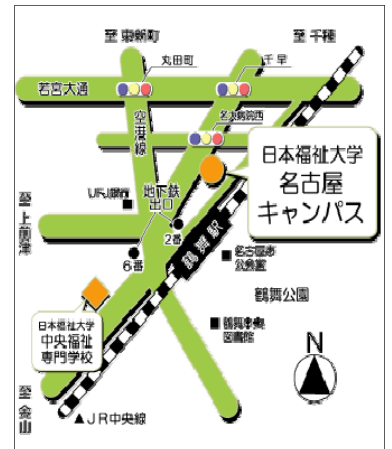 至 東新町
至 千種
丸田町
千早
若宮大通
空港線
名大病院西
日本福祉大学
名古屋
キャンパス
至 上前津
UFJ銀行
地下鉄
出口
2番
6番
鶴舞駅
名古屋市
公会堂
鶴舞公園
日本福祉大学
中央福祉
専門学校
鶴舞中央
図書館
N
至 金山
▲JR中央線